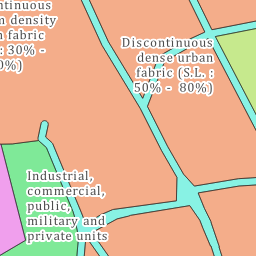 ntinuous
m density
n fabric
: 30% -
0%)
Discontinuous
dense urban
fabric (S.L. :
50% -  80%)
Industrial,
commercial,
public,
military and
private units